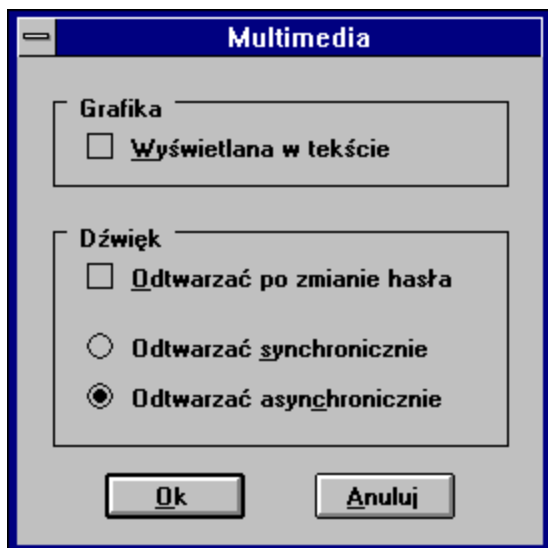 Multimedia
Grafika
Wyświetlana w tekście
Dźwięk
Odtwarzać po zmianie hasła
Odtwarzać synchronicznie
Odtwarzać asynchronicznie
Ok Anuluj